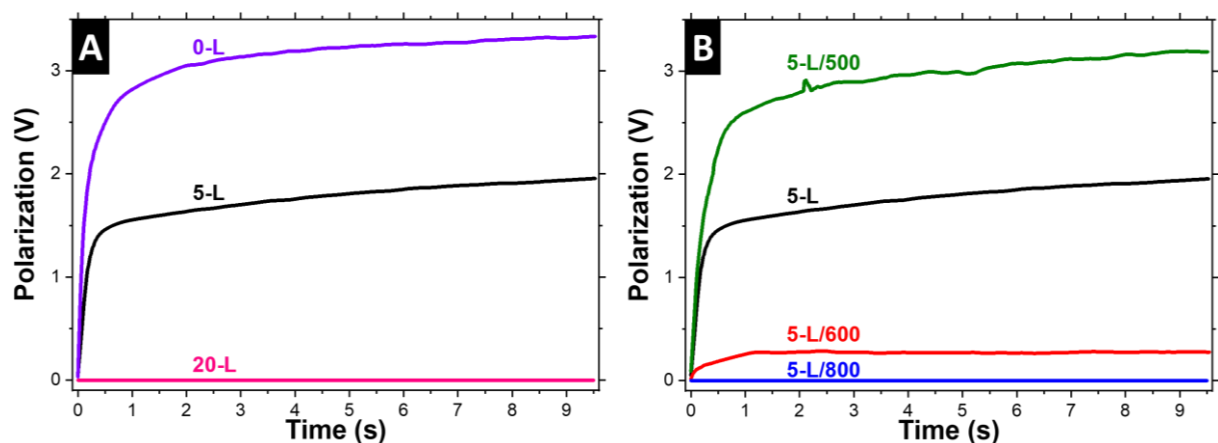 A
0-L
5-L
20-L
Polarization (V)
3
2
1
0
0 1 2 3 4 5 6 7 8 9
Time (s)
B
5-L/500
5-L
5-L/600
5-L/800
Polarization (V)
3
2
1
0
0 1 2 3 4 5 6 7 8 9
Time (s)